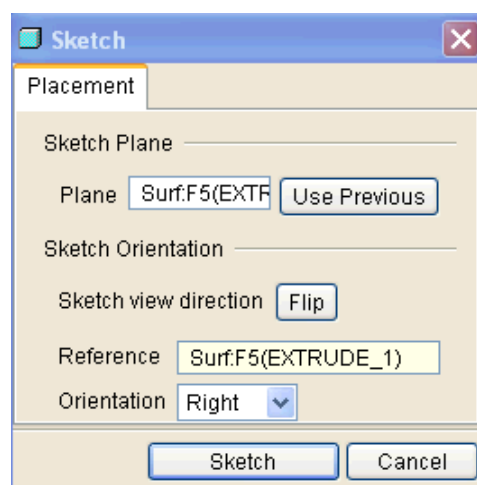 Sketch
Placement
Sketch Plane
Plane Surf:F5(EXTR Use Previous
Sketch Orientation
Sketch view direction Flip
Reference Surf:F5(EXTRUDE_1)
Orientation Right
Sketch Cancel